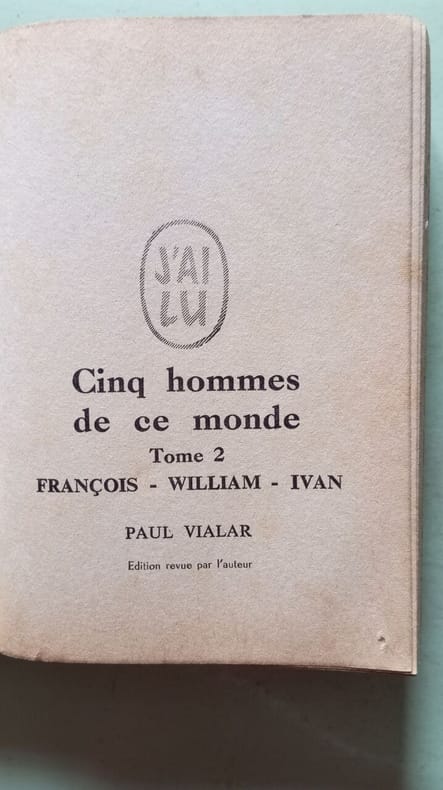 J'AI
LU
Cinq hommes
de ce monde
Tome 2
FRANÇOIS - WILLIAM - IVAN
PAUL VIALAR
Edition revue par l'auteur